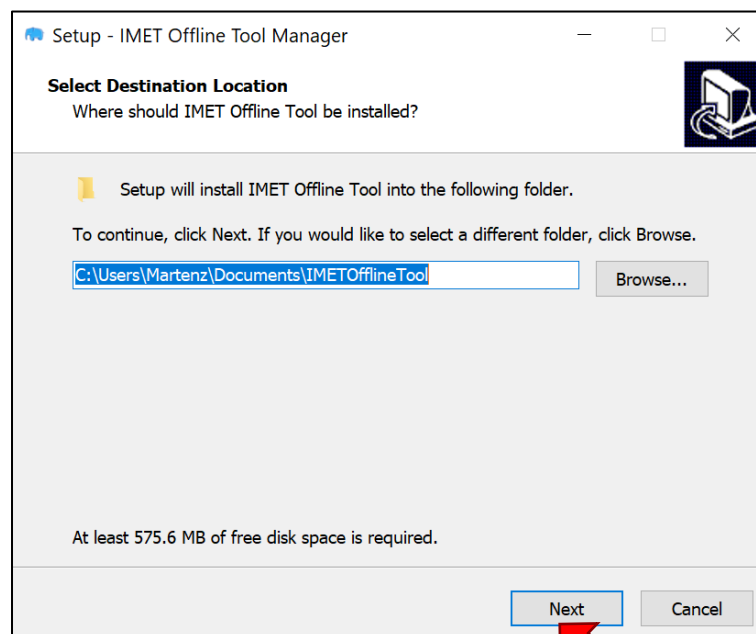 Setup - IMET Offline Tool Manager
Select Destination Location
Where should IMET Offline Tool be installed?
Setup will install IMET Offline Tool into the following folder.
To continue, click Next. If you would like to select a different folder, click Browse.
C:\Users\Martenz\Documents\IMETOfflineTool
Browse...
At least 575.6 MB of free disk space is required.
Next
Cancel